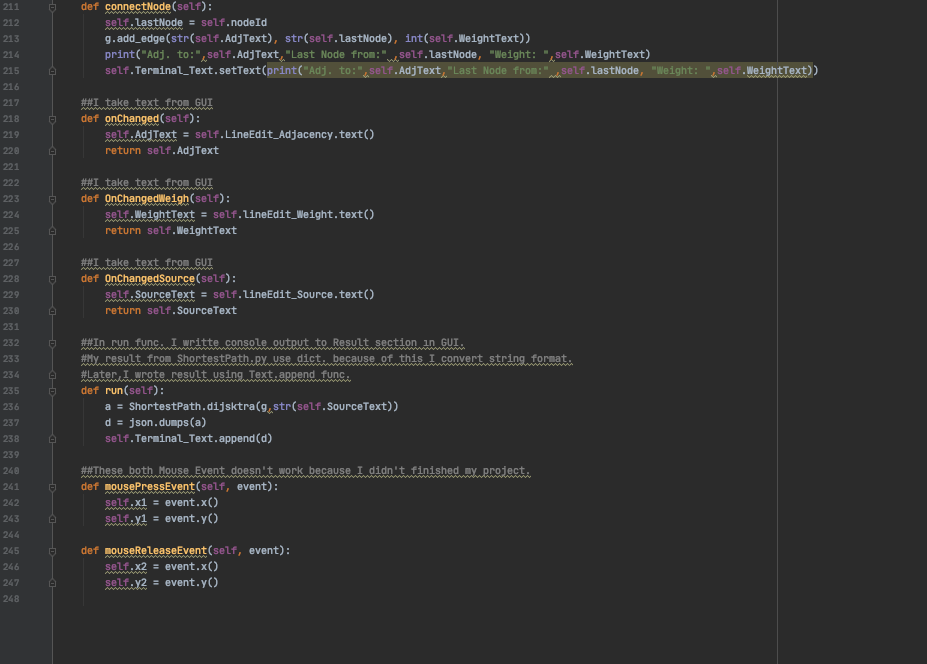 211 def connectNode(self):
212 self.lastNode = self.nodeId
213 g.add_edge(str(self.AdjText), str(self.lastNode), int(self.WeightText))
214 print("Adj. to:",self.AdjText,"Last Node from:" ,self.lastNode, "Weight: ",self.WeightText)
215 self.Terminal_Text.setText(print("Adj. to:",self.AdjText,"Last Node from:" ,self.lastNode, "Weight: ",self.WeightText))
216
217 ##I take text from GUI
218 def onChanged(self):
219 self.AdjText = self.LineEdit_Adjacency.text()
220 return self.AdjText
221
222 ##I take text from GUI
223 def OnChangedWeigh(self):
224 self.WeightText = self.lineEdit_Weight.text()
225 return self.WeightText
226
227 ##I take text from GUI
228 def OnChangedSource(self):
229 self.SourceText = self.lineEdit_Source.text()
230 return self.SourceText
231
232 ##In run func. I writte console output to Result section ın GUI.
233 #My result from ShortestPath.py use dict, because of this I convert string format.
234 #Later,I wrote result using Text.append func.
235 def run(self):
236 a = ShortestPath.dijsktra(g,str(self.SourceText))
237 d = json.dumps(a)
238 self.Terminal_Text.append(d)
239
240 ##These both Mouse Event doesn't work because I didn't finished my project.
241 def mousePressEvent(self, event):
242 self.x1 = event.x()
243 self.y1 = event.y()
244
245 def mouseReleaseEvent(self, event):
246 self.x2 = event.x()
247 self.y2 = event.y()
248